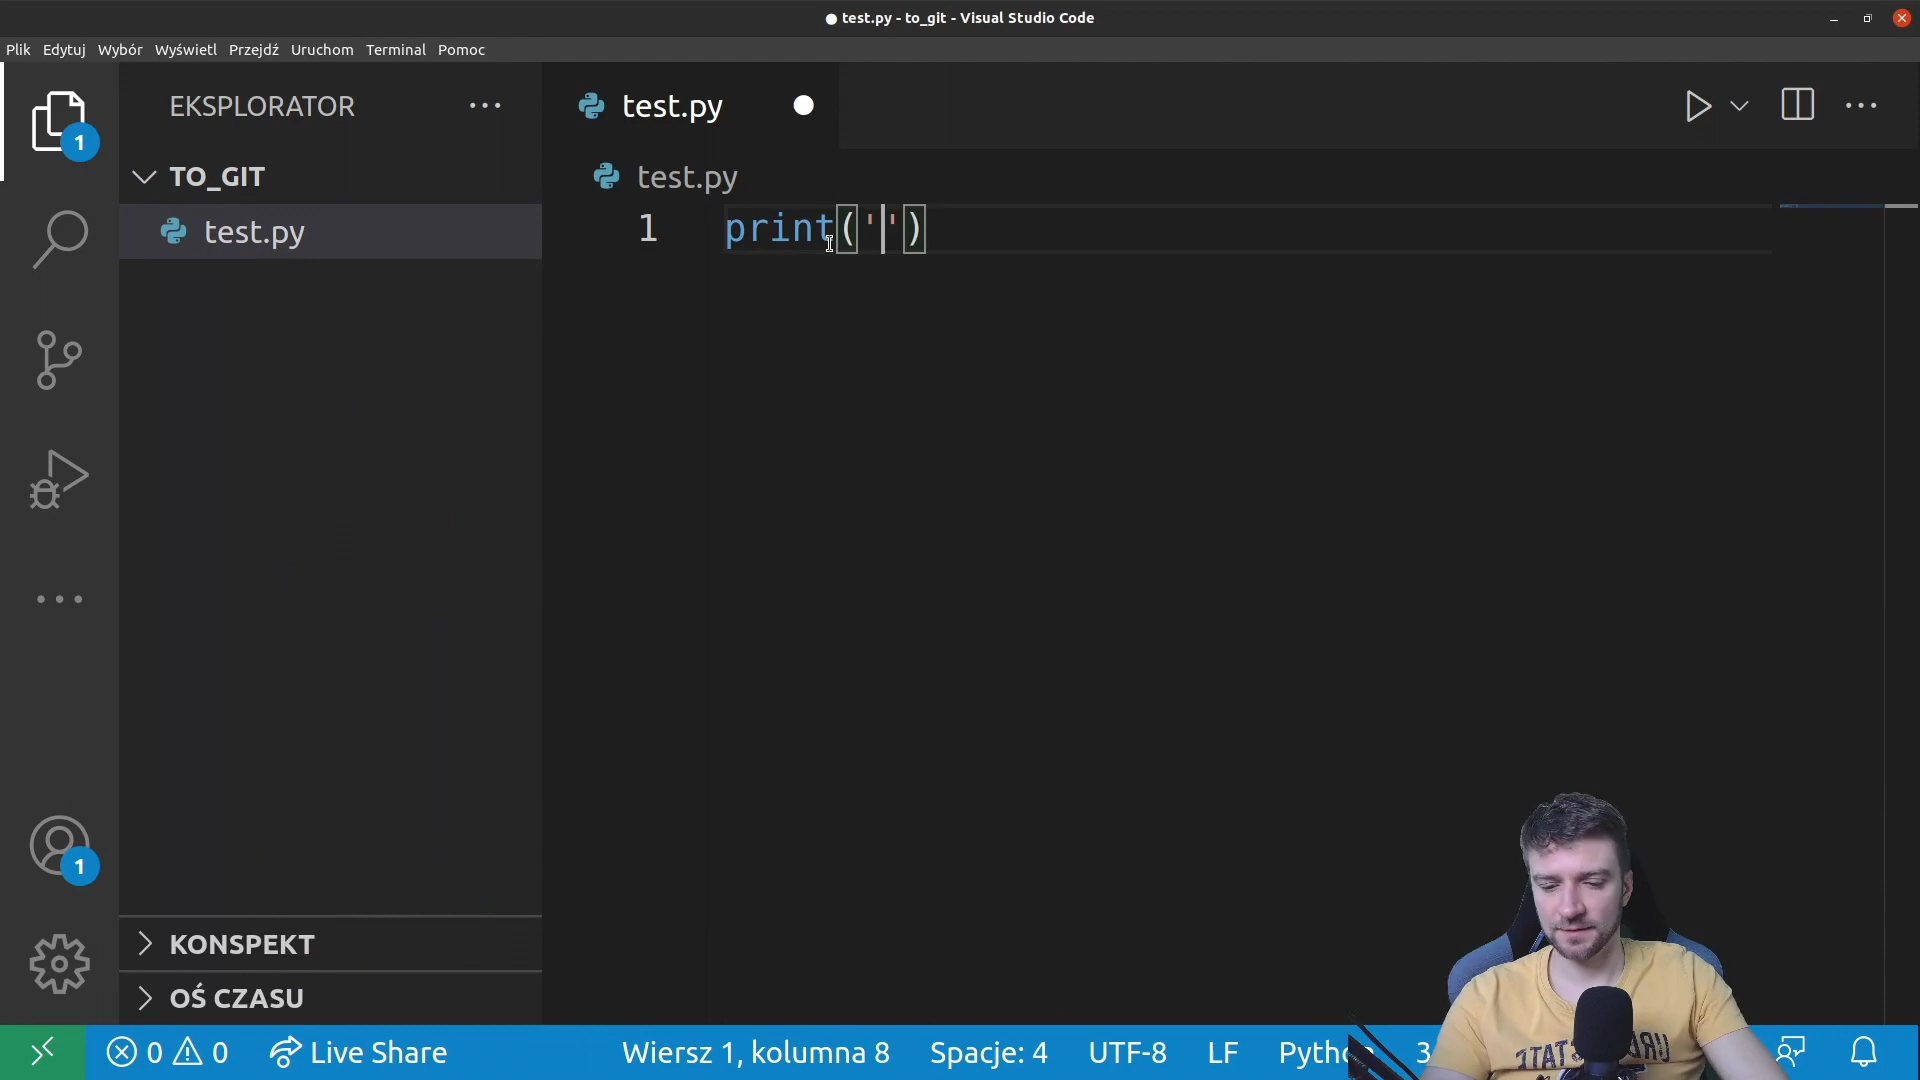 ● test.py - to_git - Visual Studio Code
Plik Edytuj Wybór Wyświetl Przejdź Uruchom Terminal Pomoc
EKSPLORATOR
test.py
1
TO_GIT
test.py
test.py
1 print('')
1
KONSPEKT
OŚ CZASU
0 0 Live Share Wiersz 1, kolumna 8 Spacje: 4 UTF-8 LF